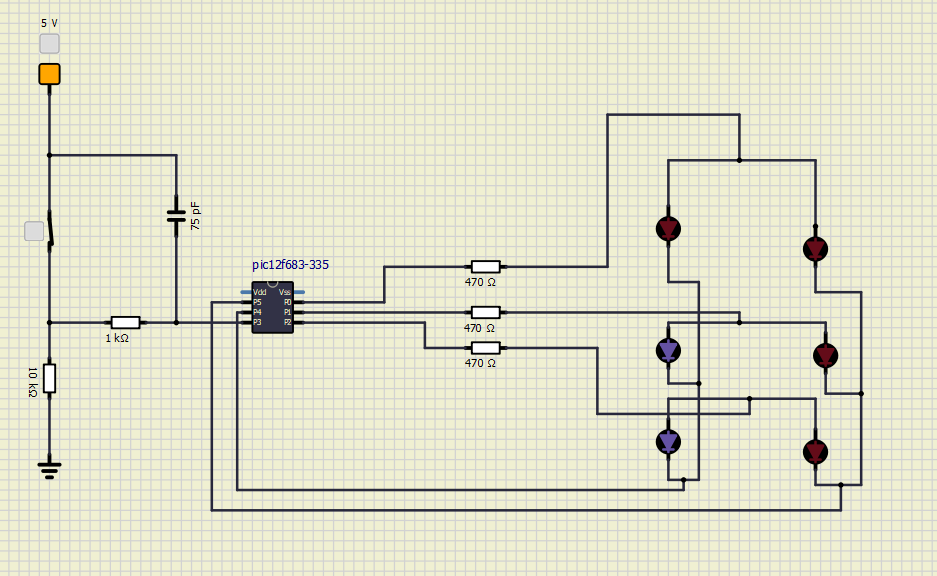 5 V
75 pF
pic12f683-335
Vdd Vss
P5 P0
P4 P1
P3 P2
470 Ω
470 Ω
470 Ω
1 kΩ
10 kΩ